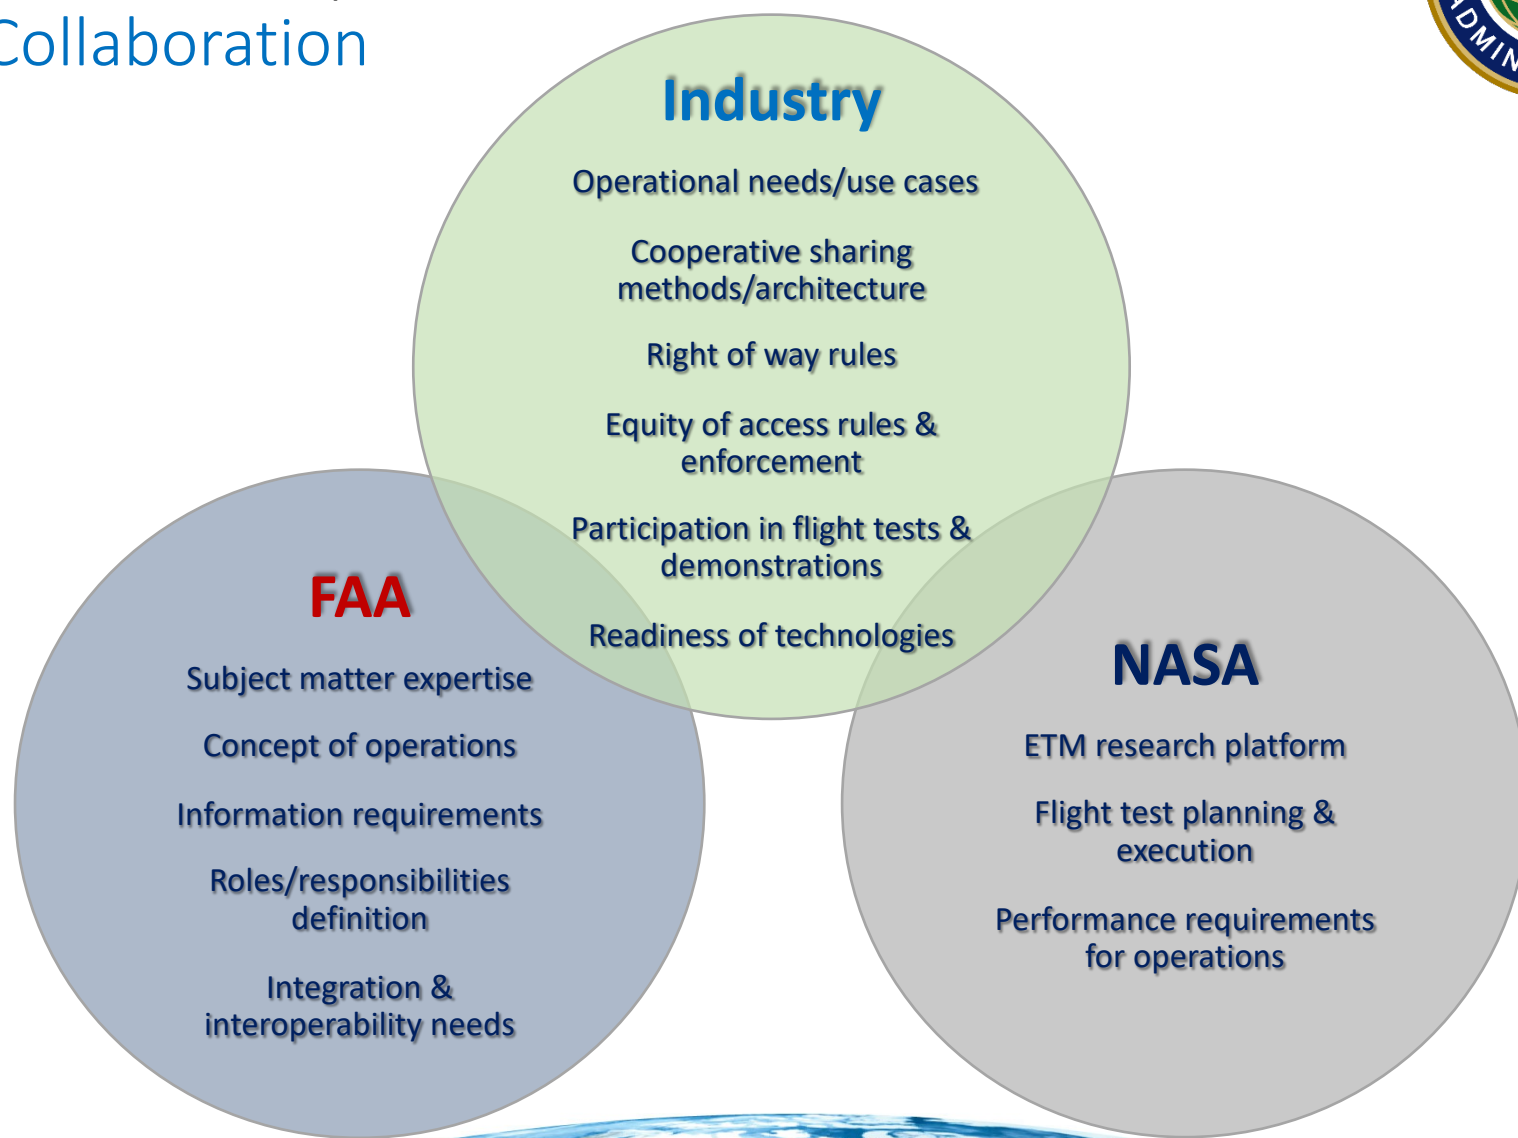 Collaboration
ADMIN
Industry
Operational needs/use cases
Cooperative sharing
methods/architecture
Right of way rules
Equity of access rules &
enforcement
Participation in flight tests &
demonstrations
Readiness of technologies
FAA
Subject matter expertise
Concept of operations
Information requirements
Roles/responsibilities
definition
Integration &
interoperability needs
NASA
ETM research platform
Flight test planning &
execution
Performance requirements
for operations